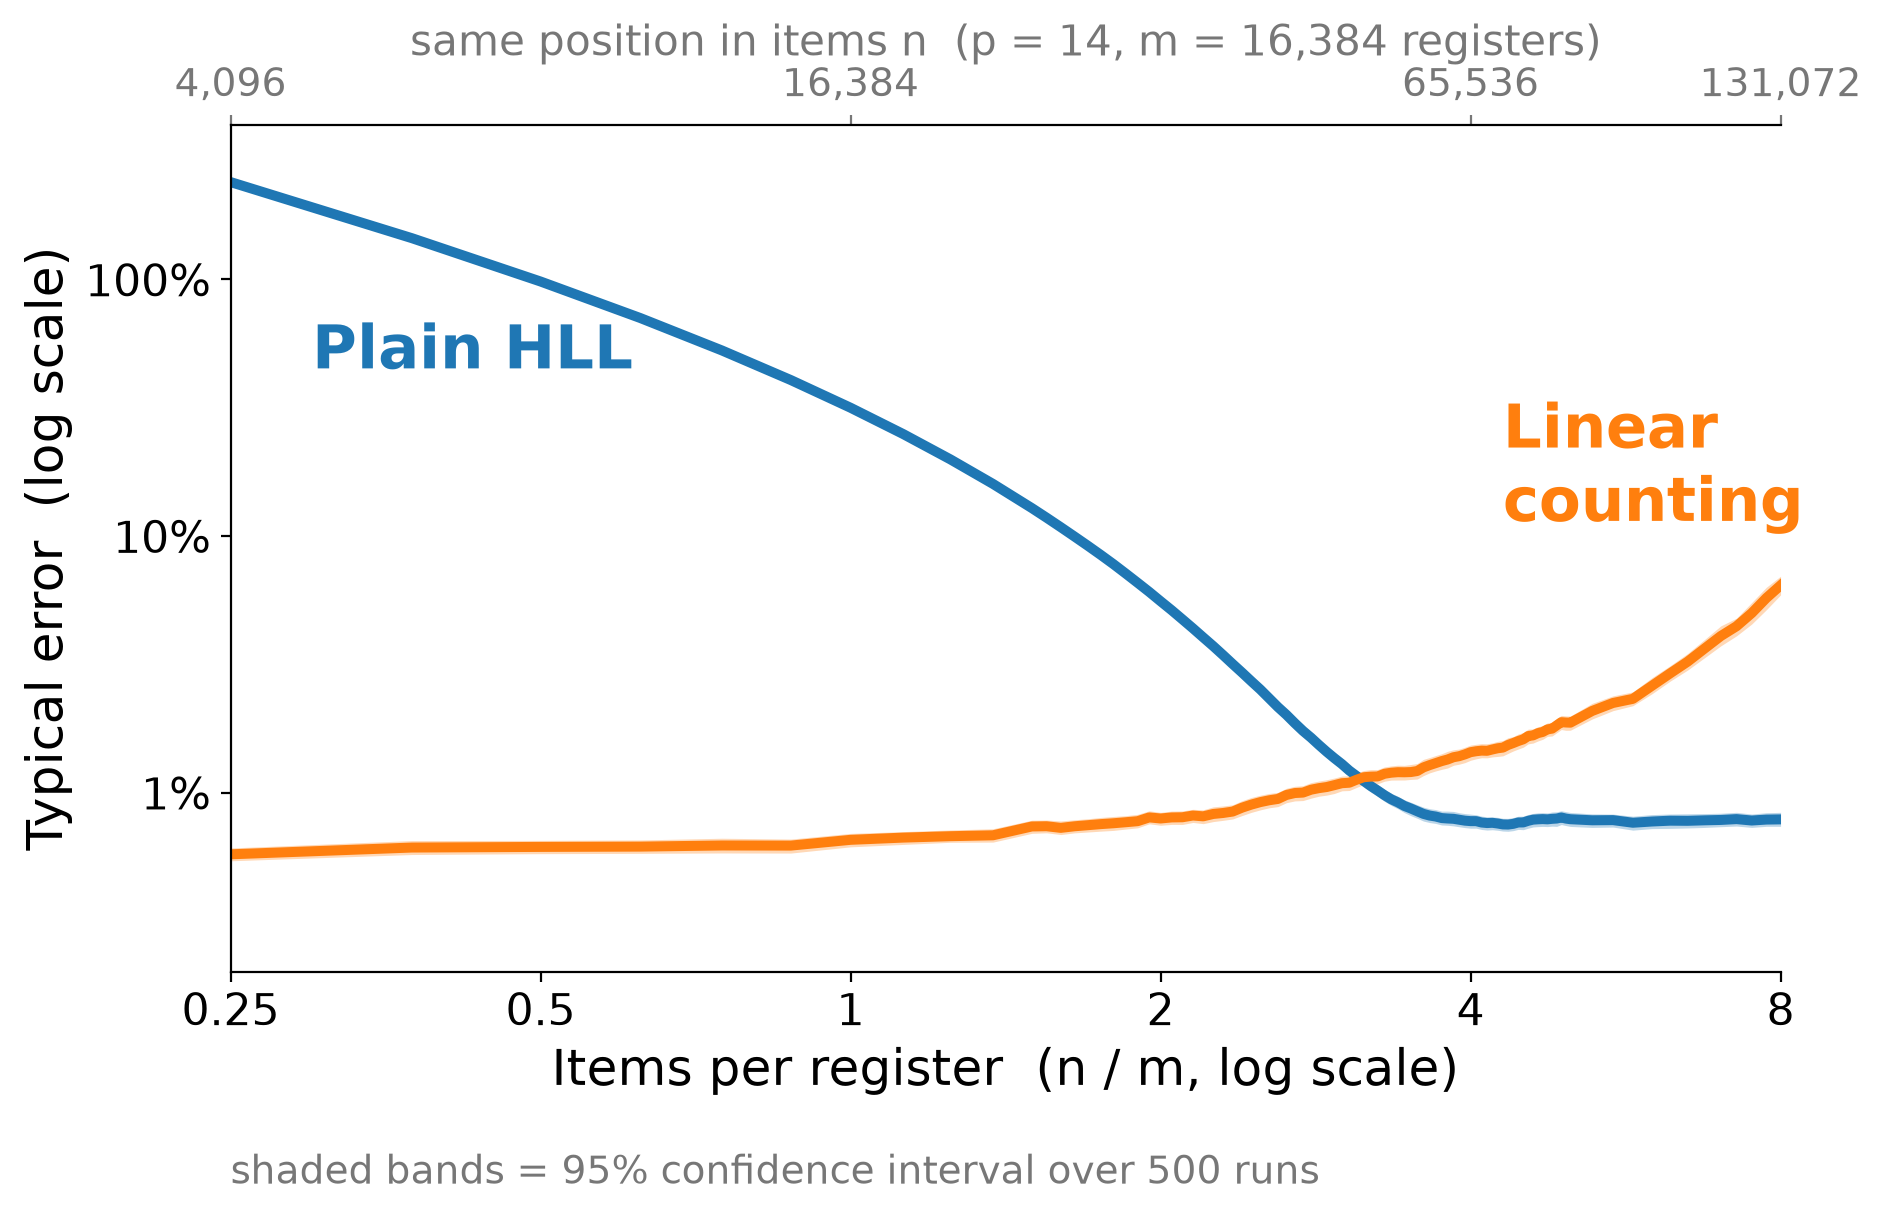 same position in items n (p = 14, m = 16,384 registers)
4,096 16,384 65,536 131,072
Typical error (log scale)
100%
10%
1%
Plain HLL
Linear
counting
0.25 0.5 1 2 4 8
Items per register (n / m, log scale)
shaded bands = 95% confidence interval over 500 runs